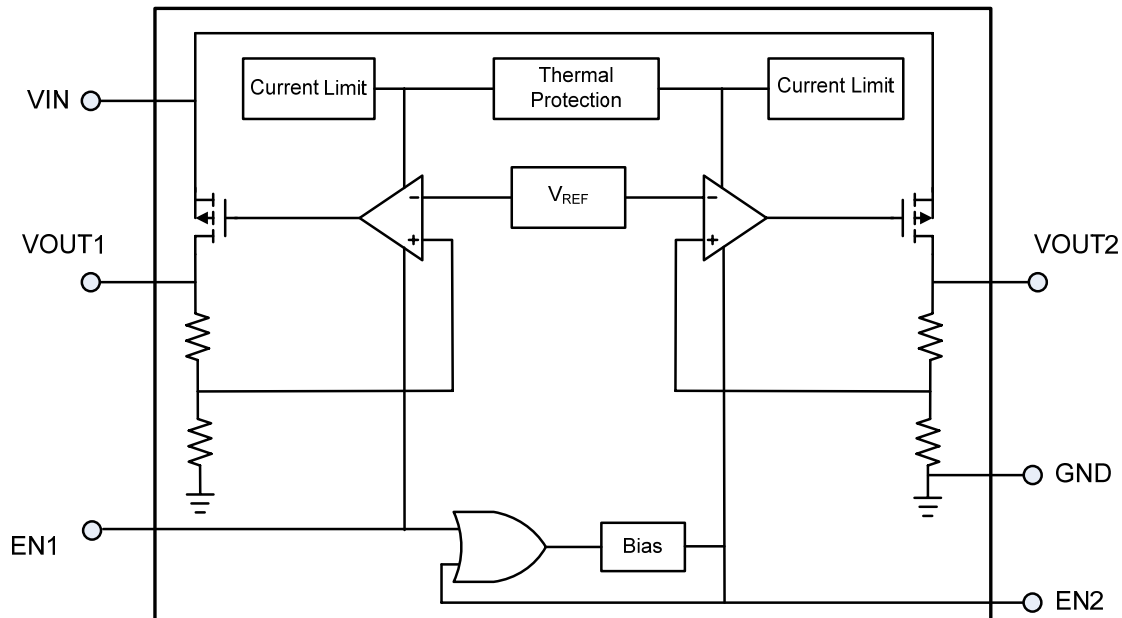 Current Limit
Thermal
Protection
Current Limit
VIN
VREF
-
-
+
+
VOUT1
VOUT2
GND
EN1
Bias
EN2